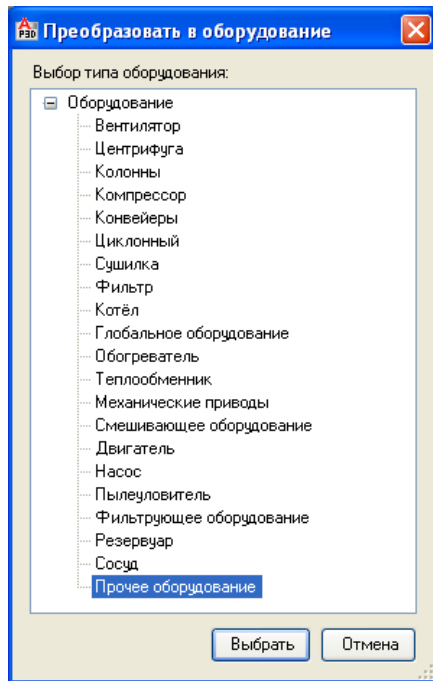 Преобразовать в оборудование
Выбор типа оборудования:
Оборудование
Вентилятор
Центрифуга
Колонны
Компрессор
Конвейеры
Циклонный
Сушилка
Фильтр
Котёл
Глобальное оборудование
Обогреватель
Теплообменник
Механические приводы
Смешивающее оборудование
Двигатель
Насос
Пылеуловитель
Фильтрующее оборудование
Резервуар
Сосуд
Прочее оборудование
Выбрать Отмена